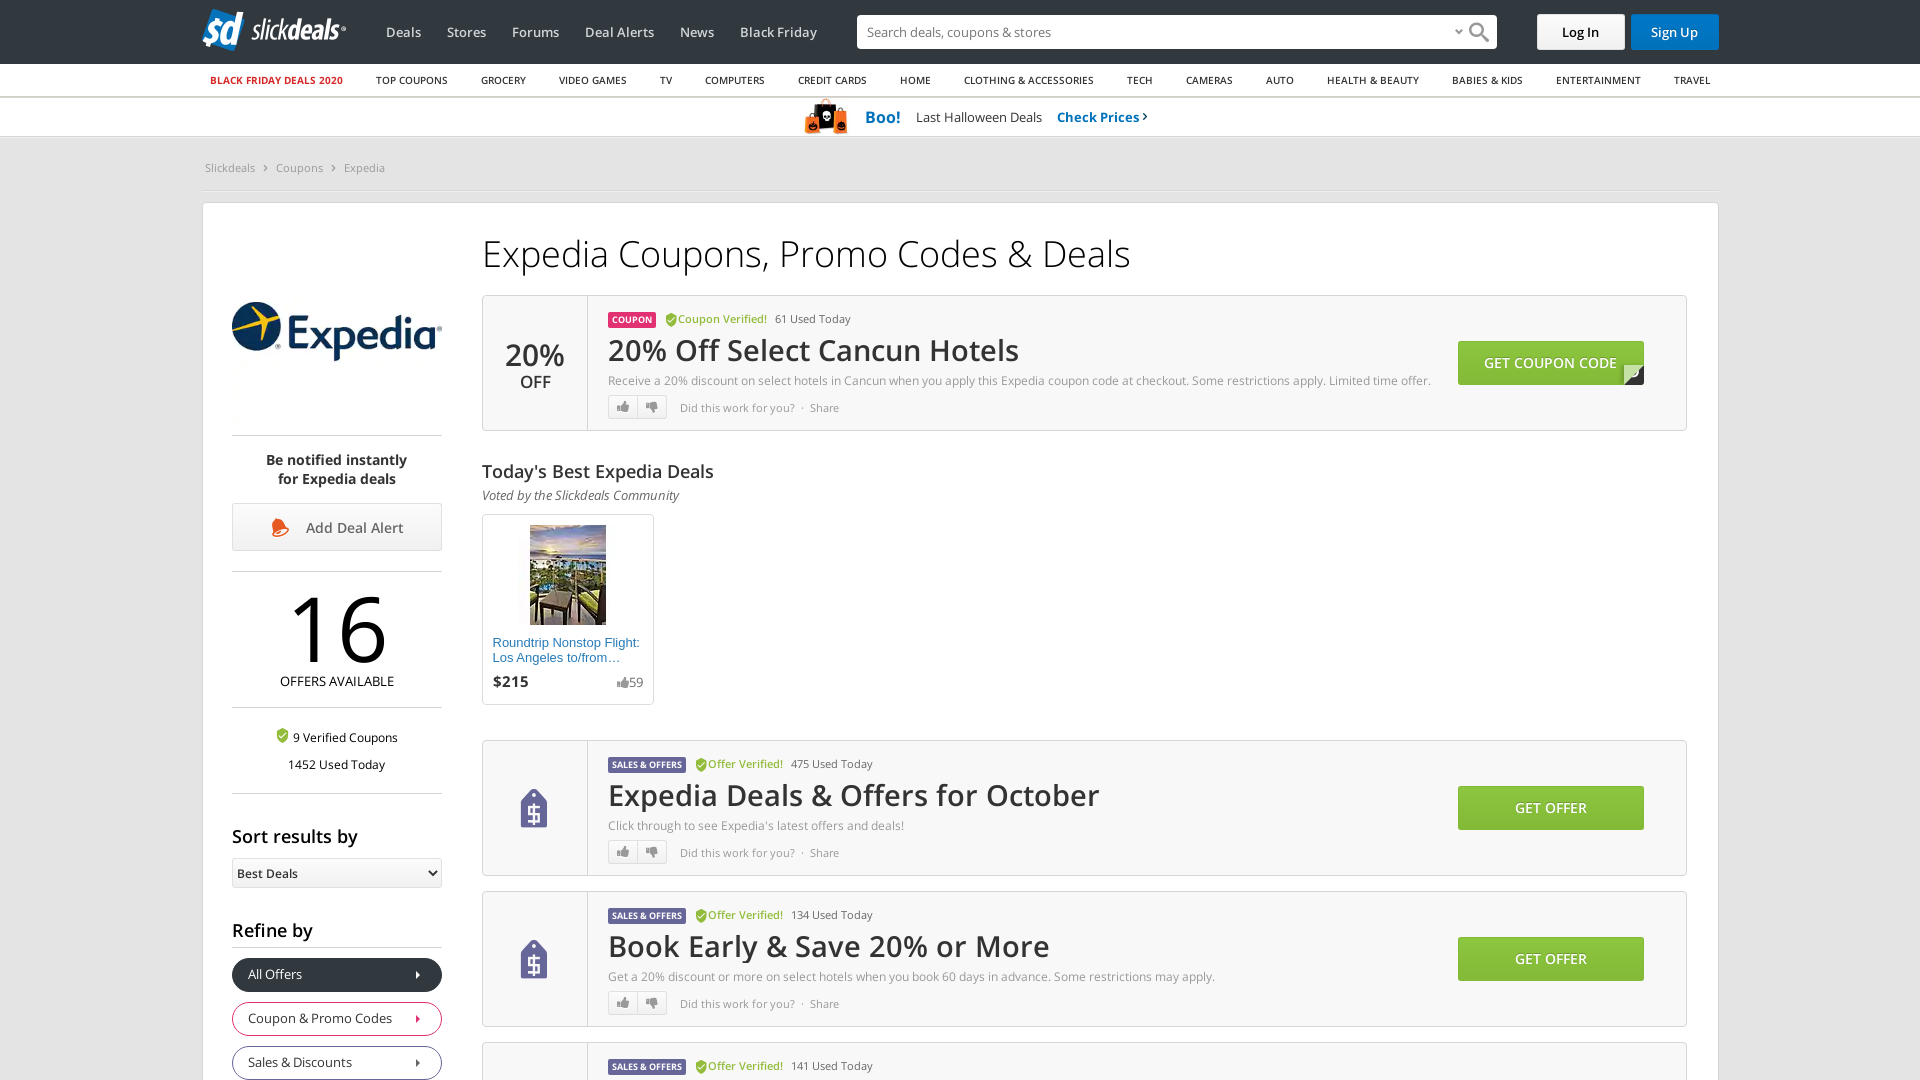 sd slickdeals
Deals Stores Forums Deal Alerts News Black Friday
Search deals, coupons & stores
Log In Sign Up
BLACK FRIDAY DEALS 2020 TOP COUPONS GROCERY VIDEO GAMES TV COMPUTERS CREDIT CARDS HOME CLOTHING & ACCESSORIES TECH CAMERAS AUTO HEALTH & BEAUTY BABIES & KIDS ENTERTAINMENT TRAVEL
Boo! Last Halloween Deals Check Prices
Slickdeals Coupons Expedia
Expedia
Be notified instantly
for Expedia deals
Add Deal Alert
16
OFFERS AVAILABLE
9 Verified Coupons
1452 Used Today
Sort results by
Best Deals
Refine by
All Offers
Coupon & Promo Codes
Sales & Discounts
Expedia Coupons, Promo Codes & Deals
20%
OFF
COUPON Coupon Verified! 61 Used Today
20% Off Select Cancun Hotels
Receive a 20% discount on select hotels in Cancun when you apply this Expedia coupon code at checkout. Some restrictions apply. Limited time offer.
Did this work for you? · Share
GET COUPON CODE
Today's Best Expedia Deals
Voted by the Slickdeals Community
Roundtrip Nonstop Flight:
Los Angeles to/from…
$215 59
SALES & OFFERS Offer Verified! 475 Used Today
Expedia Deals & Offers for October
Click through to see Expedia's latest offers and deals!
Did this work for you? · Share
GET OFFER
SALES & OFFERS Offer Verified! 134 Used Today
Book Early & Save 20% or More
Get a 20% discount or more on select hotels when you book 60 days in advance. Some restrictions may apply.
Did this work for you? · Share
GET OFFER
SALES & OFFERS Offer Verified! 141 Used Today